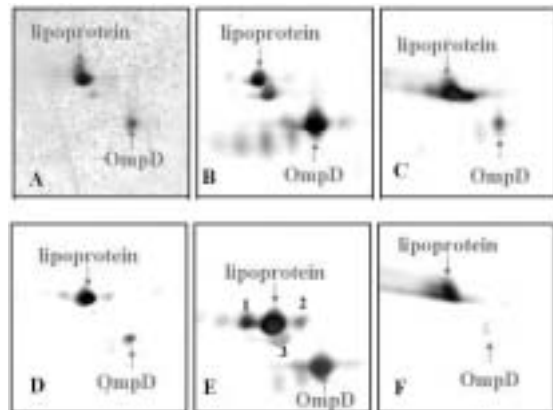 lipoprotein
A
OmpD
lipoprotein
B
OmpD
lipoprotein
C
OmpD
lipoprotein
D
OmpD
lipoprotein
1
2
3
E
OmpD
lipoprotein
F
OmpD